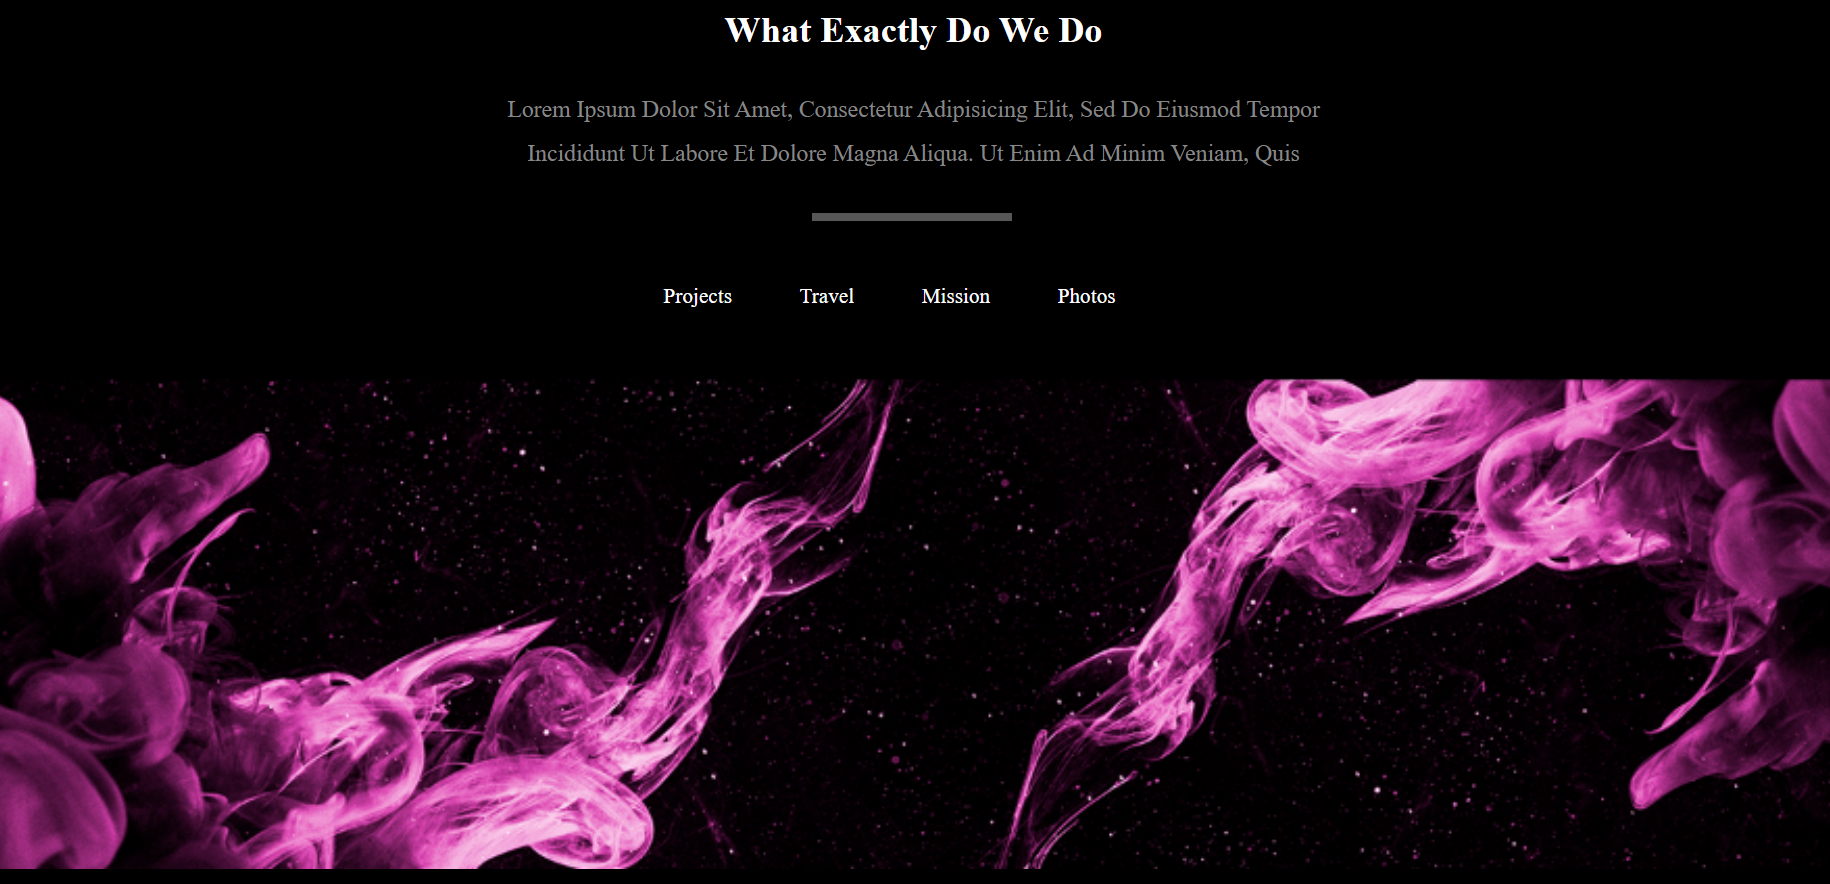 What Exactly Do We Do
Lorem Ipsum Dolor Sit Amet, Consectetur Adipisicing Elit, Sed Do Eiusmod Tempor
Incididunt Ut Labore Et Dolore Magna Aliqua. Ut Enim Ad Minim Veniam, Quis
Projects Travel Mission Photos